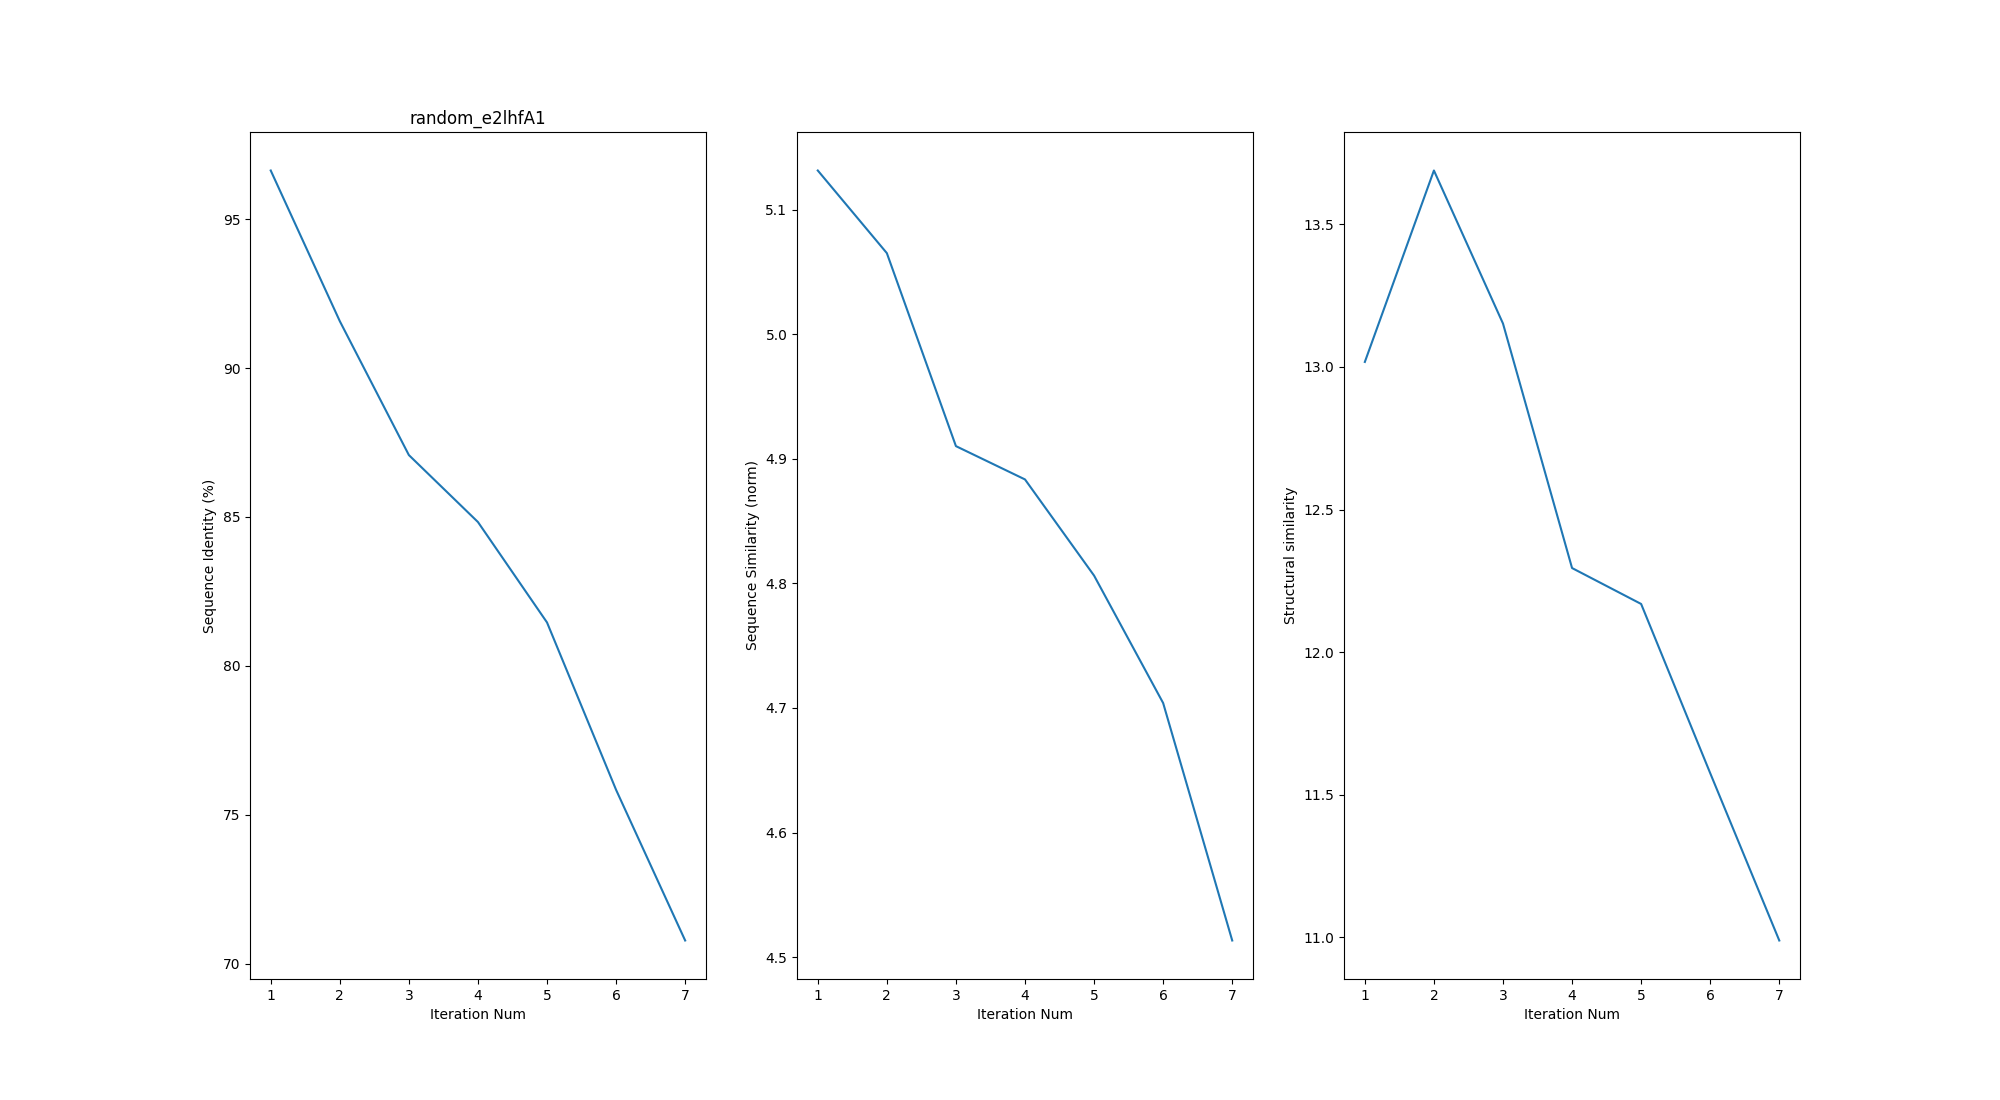 random_e2lhfA1
Sequence Identity (%)
95
90
85
80
75
70
1 2 3 4 5 6 7
Iteration Num
Sequence Similarity (norm)
5.1
5.0
4.9
4.8
4.7
4.6
4.5
1 2 3 4 5 6 7
Iteration Num
Structural similarity
13.5
13.0
12.5
12.0
11.5
11.0
1 2 3 4 5 6 7
Iteration Num